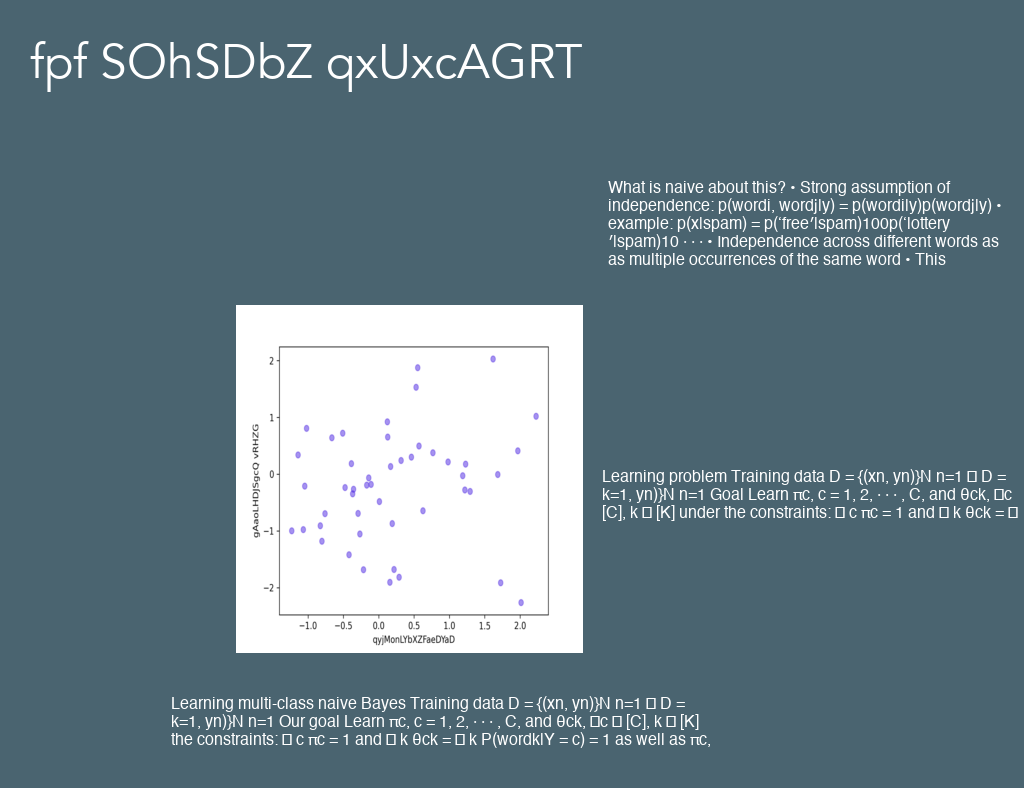 fpf SOhSDbZ qxUxcAGRT
What is naive about this? • Strong assumption of
independence: p(wordi, wordj|y) = p(wordi|y)p(wordj|y) •
example: p(x|spam) = p(‘free′|spam)100p(‘lottery
′|spam)10 · · · • Independence across different words as
as multiple occurrences of the same word • This
2
1
0
−1
−2
gAaoLHDJSgcQ vRHZG
−1.0 −0.5 0.0 0.5 1.0 1.5 2.0
qyjMonLYbXZFaeDYaD
Learning problem Training data D = {(xn, yn)}N n=1 □ D =
k=1, yn)}N n=1 Goal Learn πc, c = 1, 2, · · · , C, and θck, □c
[C], k □ [K] under the constraints: □ c πc = 1 and □ k θck = □
Learning multi-class naive Bayes Training data D = {(xn, yn)}N n=1 □ D =
k=1, yn)}N n=1 Our goal Learn πc, c = 1, 2, · · · , C, and θck, □c □ [C], k □ [K]
the constraints: □ c πc = 1 and □ k θck = □ k P(wordk|Y = c) = 1 as well as πc,